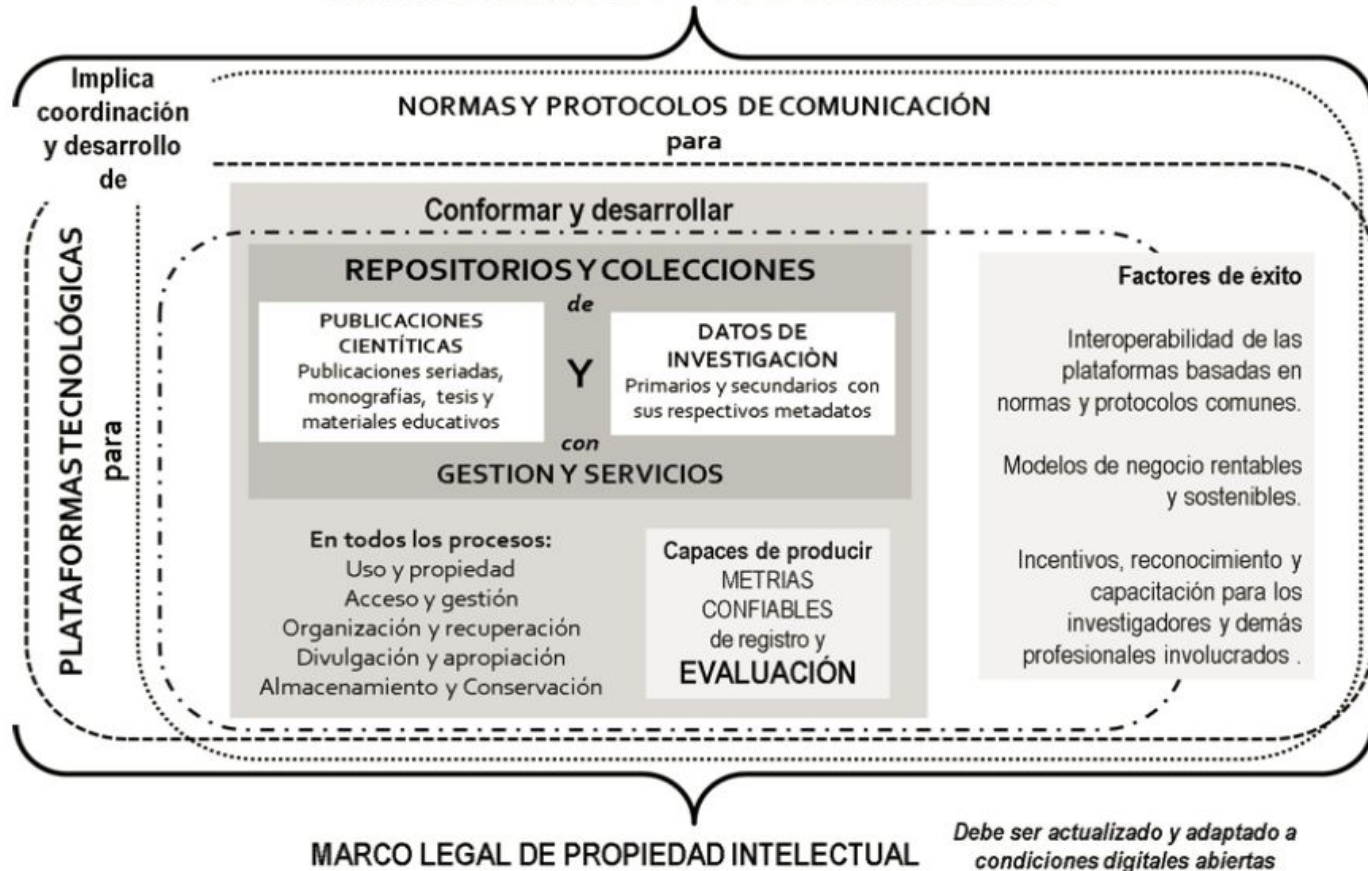 Implica
coordinación
y desarrollo
de
NORMAS Y PROTOCOLOS DE COMUNICACIÓN
para
PLATAFORMAS TECNOLÓGICAS
para
Conformar y desarrollar
REPOSITORIOS Y COLECCIONES
de
PUBLICACIONES
CIENTÍTICAS
Publicaciones seriadas,
monografías, tesis y
materiales educativos
Y
DATOS DE
INVESTIGACIÒN
Primarios y secundarios con
sus respectivos metadatos
con
GESTION Y SERVICIOS
En todos los procesos:
Uso y propiedad
Acceso y gestión
Organización y recuperación
Divulgación y apropiación
Almacenamiento y Conservación
Capaces de producir
METRIAS
CONFIABLES
de registro y
EVALUACIÓN
Factores de éxito
Interoperabilidad de las
plataformas basadas en
normas y protocolos comunes.
Modelos de negocio rentables
y sostenibles.
Incentivos, reconocimiento y
capacitación para los
investigadores y demás
profesionales involucrados .
MARCO LEGAL DE PROPIEDAD INTELECTUAL
Debe ser actualizado y adaptado a
condiciones digitales abiertas